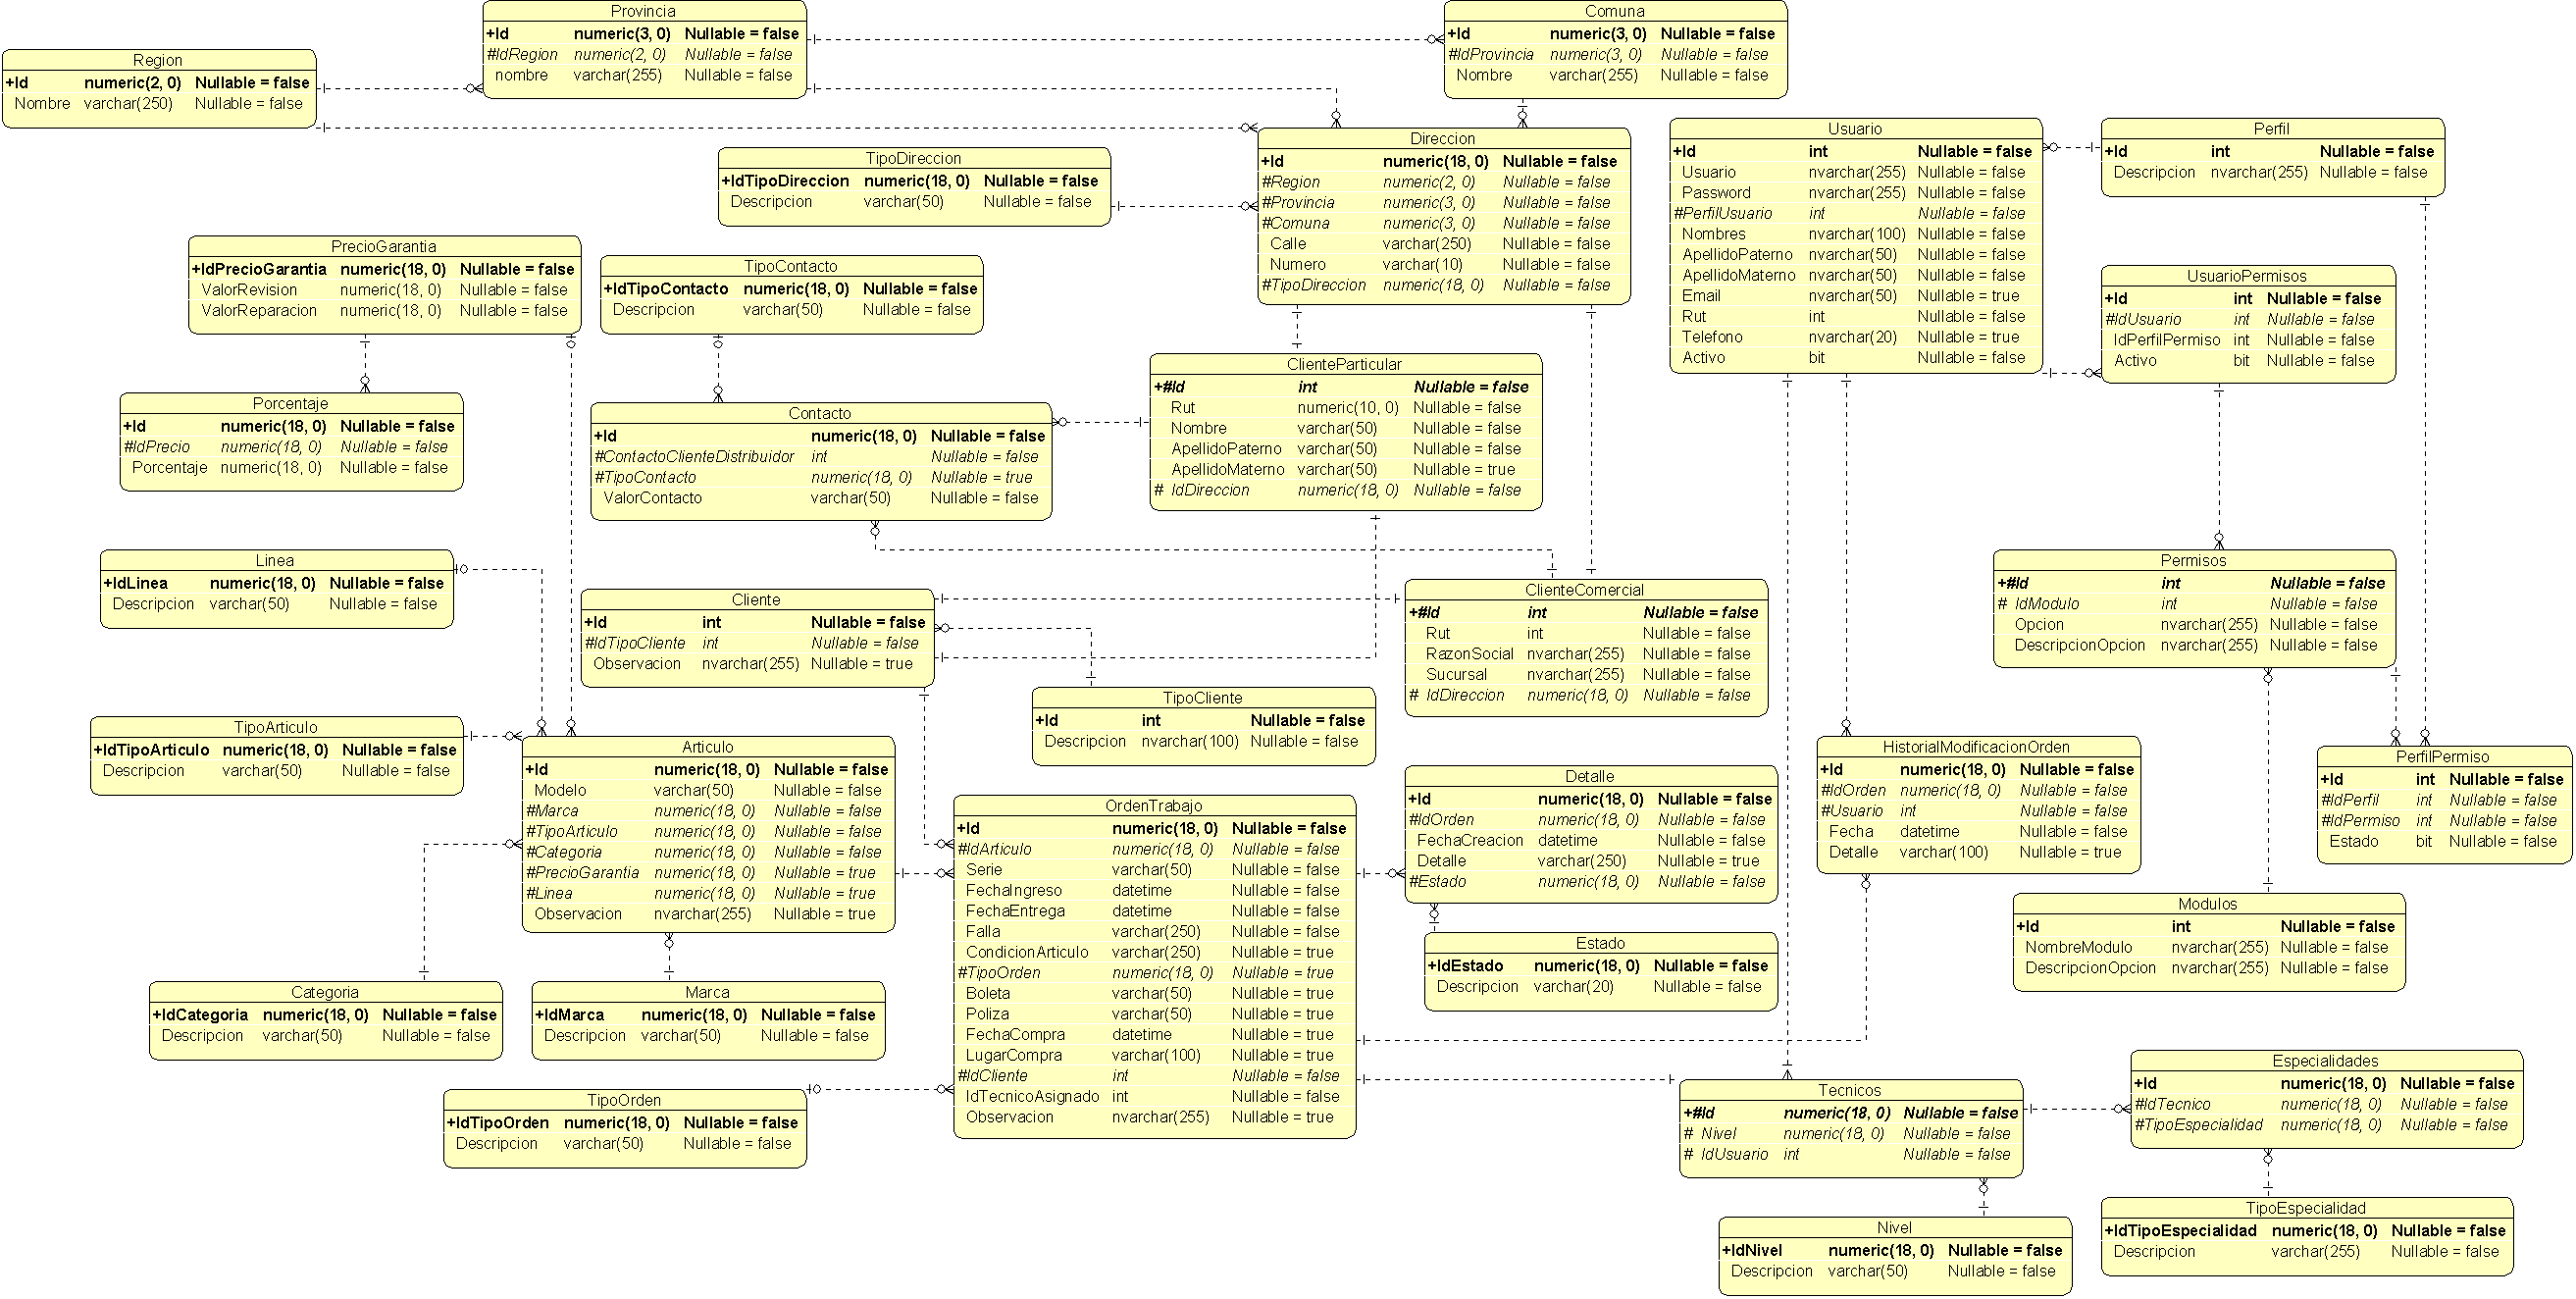 Provincia
+Id numeric(3, 0) Nullable = false
#IdRegion numeric(2, 0) Nullable = false
nombre varchar(255) Nullable = false
Comuna
+Id numeric(3, 0) Nullable = false
#IdProvincia numeric(3, 0) Nullable = false
Nombre varchar(255) Nullable = false
Region
+Id numeric(2, 0) Nullable = false
Nombre varchar(250) Nullable = false
Direccion
+Id numeric(18, 0) Nullable = false
#Region numeric(2, 0) Nullable = false
#Provincia numeric(3, 0) Nullable = false
#Comuna numeric(3, 0) Nullable = false
Calle varchar(250) Nullable = false
Numero varchar(10) Nullable = false
#TipoDireccion numeric(18, 0) Nullable = false
Usuario
+Id int Nullable = false
Usuario nvarchar(255) Nullable = false
Password nvarchar(255) Nullable = false
#PerfilUsuario int Nullable = false
Nombres nvarchar(100) Nullable = false
ApellidoPaterno nvarchar(50) Nullable = false
ApellidoMaterno nvarchar(50) Nullable = false
Email nvarchar(50) Nullable = true
Rut int Nullable = false
Telefono nvarchar(20) Nullable = true
Activo bit Nullable = false
Perfil
+Id int Nullable = false
Descripcion nvarchar(255) Nullable = false
TipoDireccion
+IdTipoDireccion numeric(18, 0) Nullable = false
Descripcion varchar(50) Nullable = false
PrecioGarantia
+IdPrecioGarantia numeric(18, 0) Nullable = false
ValorRevision numeric(18, 0) Nullable = false
ValorReparacion numeric(18, 0) Nullable = false
TipoContacto
+IdTipoContacto numeric(18, 0) Nullable = false
Descripcion varchar(50) Nullable = false
UsuarioPermisos
+Id int Nullable = false
#IdUsuario int Nullable = false
IdPerfilPermiso int Nullable = false
Activo bit Nullable = false
ClienteParticular
+#Id int Nullable = false
Rut numeric(10, 0) Nullable = false
Nombre varchar(50) Nullable = false
ApellidoPaterno varchar(50) Nullable = false
ApellidoMaterno varchar(50) Nullable = true
# IdDireccion numeric(18, 0) Nullable = false
Porcentaje
+Id numeric(18, 0) Nullable = false
#IdPrecio numeric(18, 0) Nullable = false
Porcentaje numeric(18, 0) Nullable = false
Contacto
+Id numeric(18, 0) Nullable = false
#ContactoClienteDistribuidor int Nullable = false
#TipoContacto numeric(18, 0) Nullable = true
ValorContacto varchar(50) Nullable = false
Linea
+IdLinea numeric(18, 0) Nullable = false
Descripcion varchar(50) Nullable = false
Cliente
+Id int Nullable = false
#IdTipoCliente int Nullable = false
Observacion nvarchar(255) Nullable = true
ClienteComercial
+#Id int Nullable = false
Rut int Nullable = false
RazonSocial nvarchar(255) Nullable = false
Sucursal nvarchar(255) Nullable = false
# IdDireccion numeric(18, 0) Nullable = false
Permisos
+#Id int Nullable = false
# IdModulo int Nullable = false
Opcion nvarchar(255) Nullable = false
DescripcionOpcion nvarchar(255) Nullable = false
TipoCliente
+Id int Nullable = false
Descripcion nvarchar(100) Nullable = false
TipoArticulo
+IdTipoArticulo numeric(18, 0) Nullable = false
Descripcion varchar(50) Nullable = false
Articulo
+Id numeric(18, 0) Nullable = false
Modelo varchar(50) Nullable = false
#Marca numeric(18, 0) Nullable = false
#TipoArticulo numeric(18, 0) Nullable = false
#Categoria numeric(18, 0) Nullable = false
#PrecioGarantia numeric(18, 0) Nullable = true
#Linea numeric(18, 0) Nullable = true
Observacion nvarchar(255) Nullable = true
HistorialModificacionOrden
+Id numeric(18, 0) Nullable = false
#IdOrden numeric(18, 0) Nullable = false
#Usuario int Nullable = false
Fecha datetime Nullable = false
Detalle varchar(100) Nullable = true
PerfilPermiso
+Id int Nullable = false
#IdPerfil int Nullable = false
#IdPermiso int Nullable = false
Estado bit Nullable = false
Detalle
+Id numeric(18, 0) Nullable = false
#IdOrden numeric(18, 0) Nullable = false
FechaCreacion datetime Nullable = false
Detalle varchar(250) Nullable = true
#Estado numeric(18, 0) Nullable = false
OrdenTrabajo
+Id numeric(18, 0) Nullable = false
#IdArticulo numeric(18, 0) Nullable = false
Serie varchar(50) Nullable = false
FechaIngreso datetime Nullable = false
FechaEntrega datetime Nullable = false
Falla varchar(250) Nullable = false
CondicionArticulo varchar(250) Nullable = true
#TipoOrden numeric(18, 0) Nullable = true
Boleta varchar(50) Nullable = true
Poliza varchar(50) Nullable = true
FechaCompra datetime Nullable = true
LugarCompra varchar(100) Nullable = true
#IdCliente int Nullable = false
IdTecnicoAsignado int Nullable = false
Observacion nvarchar(255) Nullable = true
Modulos
+Id int Nullable = false
NombreModulo nvarchar(255) Nullable = false
DescripcionOpcion nvarchar(255) Nullable = false
Estado
+IdEstado numeric(18, 0) Nullable = false
Descripcion varchar(20) Nullable = false
Categoria
+IdCategoria numeric(18, 0) Nullable = false
Descripcion varchar(50) Nullable = false
Marca
+IdMarca numeric(18, 0) Nullable = false
Descripcion varchar(50) Nullable = false
TipoOrden
+IdTipoOrden numeric(18, 0) Nullable = false
Descripcion varchar(50) Nullable = false
Tecnicos
+#Id numeric(18, 0) Nullable = false
# Nivel numeric(18, 0) Nullable = false
# IdUsuario int Nullable = false
Especialidades
+Id numeric(18, 0) Nullable = false
#IdTecnico numeric(18, 0) Nullable = false
#TipoEspecialidad numeric(18, 0) Nullable = false
Nivel
+IdNivel numeric(18, 0) Nullable = false
Descripcion varchar(50) Nullable = false
TipoEspecialidad
+IdTipoEspecialidad numeric(18, 0) Nullable = false
Descripcion varchar(255) Nullable = false